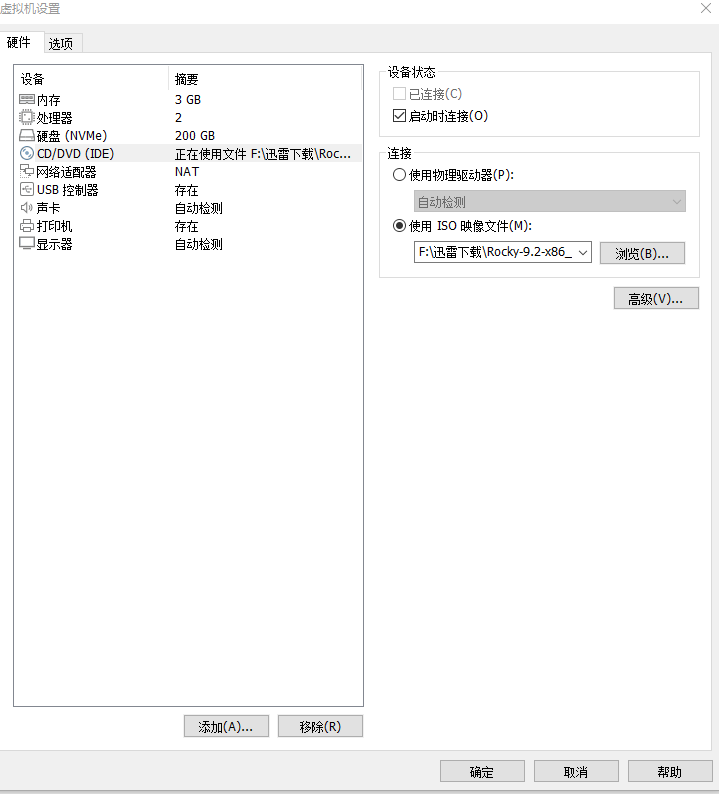 虚拟机设置
硬件 选项
设备 摘要
内存 3 GB
处理器 2
硬盘 (NVMe) 200 GB
CD/DVD (IDE) 正在使用文件 F:\迅雷下载\Roc...
网络适配器 NAT
USB 控制器 存在
声卡 自动检测
打印机 存在
显示器 自动检测
添加(A)... 移除(R)
设备状态
已连接(C)
启动时连接(O)
连接
使用物理驱动器(P):
自动检测
使用 ISO 映像文件(M):
F:\迅雷下载\Rocky-9.2-x86_ 浏览(B)...
高级(V)...
确定 取消 帮助